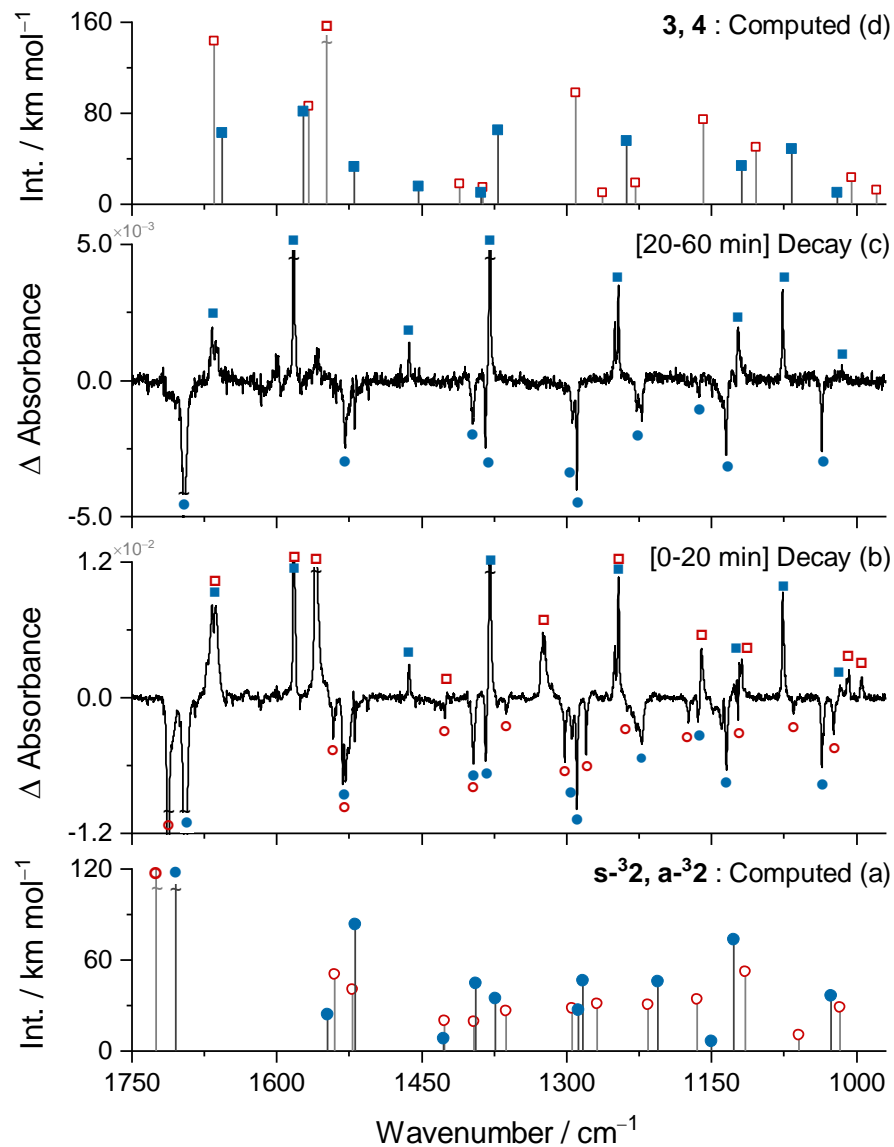 3, 4 : Computed (d)
Int. / km mol⁻¹
160
80
0
[20-60 min] Decay (c)
×10⁻³
Δ Absorbance
5.0
0.0
-5.0
[0-20 min] Decay (b)
×10⁻²
Δ Absorbance
1.2
0.0
-1.2
s-³2, a-³2 : Computed (a)
Int. / km mol⁻¹
120
60
0
1750 1600 1450 1300 1150 1000
Wavenumber / cm⁻¹